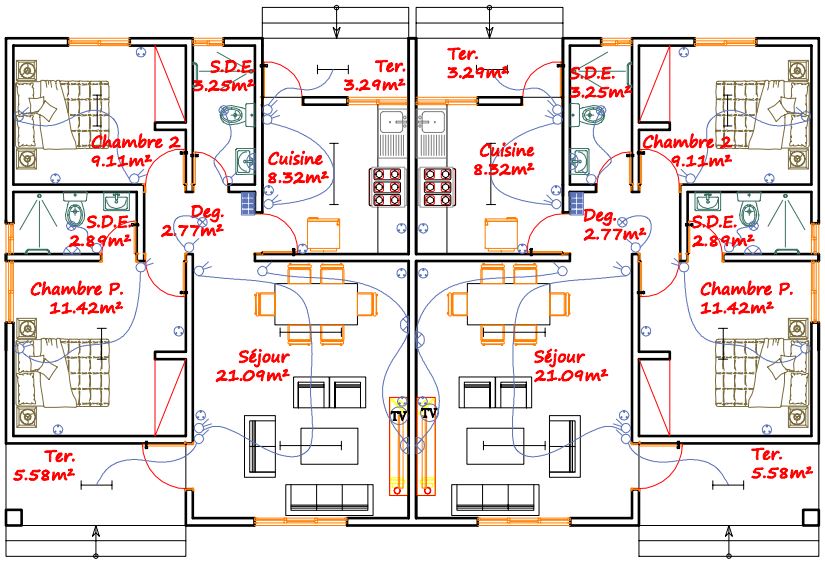 S.D.E.
3.25m²
Ter.
3.29m²
Ter.
3.29m²
S.D.E.
3.25m²
Chambre 2
9.11m²
Cuisine
8.32m²
Cuisine
8.32m²
Chambre 2
9.11m²
S.D.E.
2.89m²
Deg.
2.77m²
Deg.
2.77m²
S.D.E.
2.89m²
Chambre P.
11.42m²
Chambre P.
11.42m²
Séjour
21.09m²
Séjour
21.09m²
TV
TV
Ter.
5.58m²
Ter.
5.58m²